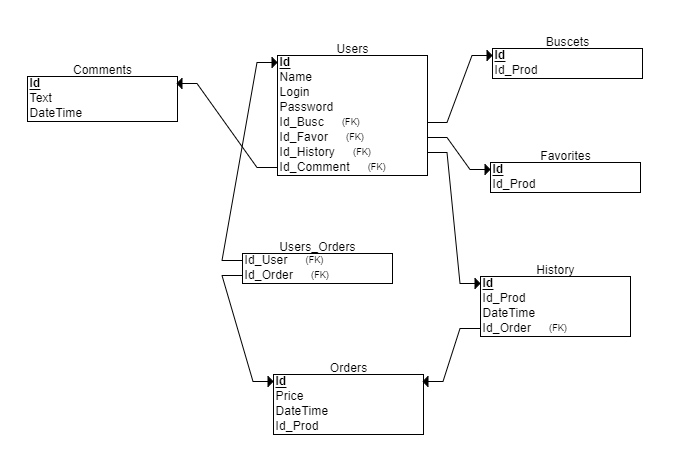 Users
Id
Name
Login
Password
Id_Busc (FK)
Id_Favor (FK)
Id_History (FK)
Id_Comment (FK)
Buscets
Id
Id_Prod
Comments
Id
Text
DateTime
Favorites
Id
Id_Prod
Users_Orders
Id_User (FK)
Id_Order (FK)
History
Id
Id_Prod
DateTime
Id_Order (FK)
Orders
Id
Price
DateTime
Id_Prod